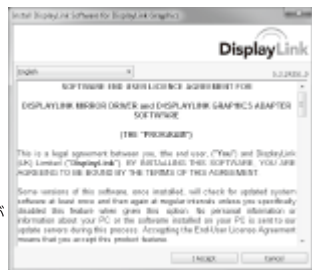 Install DisplayLink Software for DisplayLink Graphics
DisplayLink
English
SOFTWARE END USER LICENCE AGREEMENT FOR
DISPLAYLINK MIRROR DRIVER and DISPLAYLINK GRAPHICS ADAPTER
SOFTWARE
(THE "PROGRAM")
This is a legal agreement between you, the end user, ("You") and DisplayLink
(UK) Limited ("DisplayLink"). BY INSTALLING THIS SOFTWARE, YOU ARE
AGREEING TO BE BOUND BY THE TERMS OF THIS AGREEMENT.
Some versions of this software, once installed, will check for updated system
software at least once and then again at regular intervals unless you specifically
disabled this feature when given this option. No personal information or
information about your PC or the software installed on your PC is sent to our
update servers during this process. Accepting the End User License Agreement
means that you accept this product feature.
I Accept
Cancel